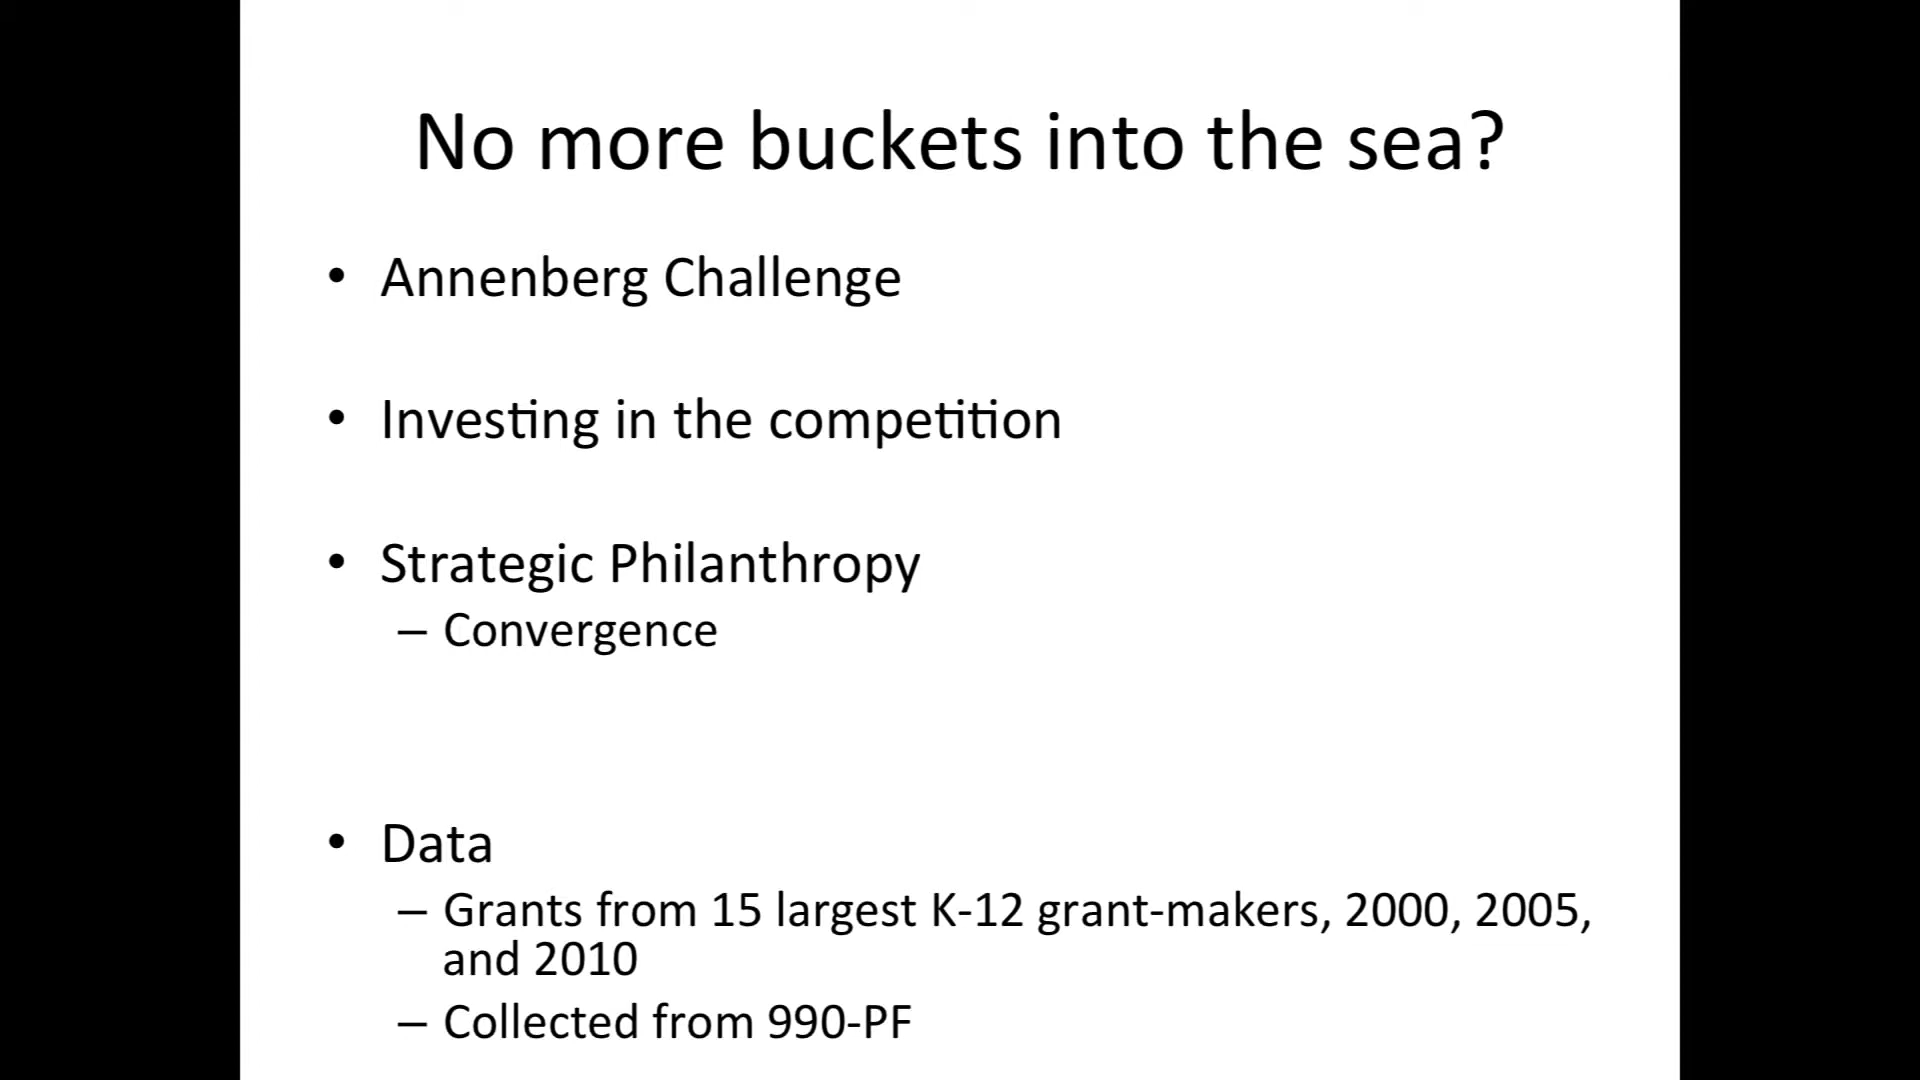 No more buckets into the sea?
• Annenberg Challenge
• Investing in the competition
• Strategic Philanthropy
– Convergence
• Data
– Grants from 15 largest K-12 grant-makers, 2000, 2005,
and 2010
– Collected from 990-PF